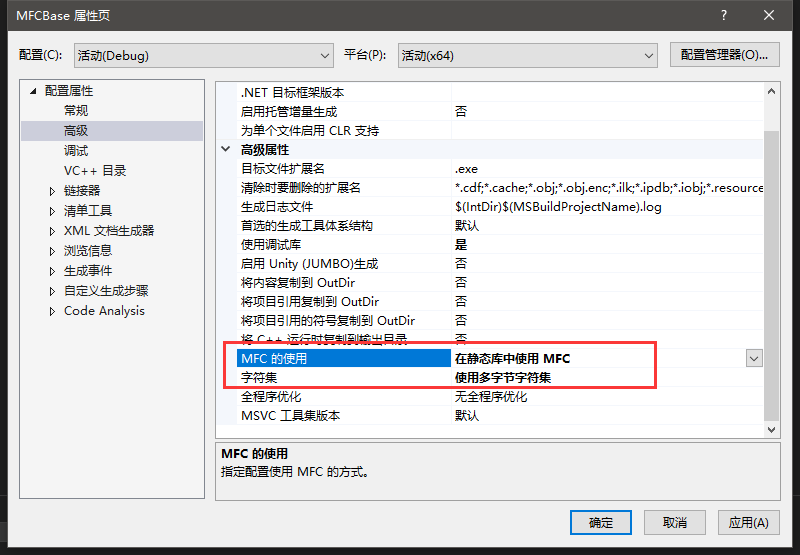 MFCBase 属性页
配置(C): 活动(Debug) 平台(P): 活动(x64) 配置管理器(O)...
配置属性
常规
高级
调试
VC++ 目录
链接器
清单工具
XML 文档生成器
浏览信息
生成事件
自定义生成步骤
Code Analysis
.NET 目标框架版本
启用托管增量生成 否
为单个文件启用 CLR 支持
高级属性
目标文件扩展名 .exe
清除时要删除的扩展名 *.cdf;*.cache;*.obj;*.obj.enc;*.ilk;*.ipdb;*.iobj;*.resource
生成日志文件 $(IntDir)$(MSBuildProjectName).log
首选的生成工具体系结构 默认
使用调试库 是
启用 Unity (JUMBO)生成 否
将内容复制到 OutDir 否
将项目引用复制到 OutDir 否
将项目引用的符号复制到 OutDir 否
将 C++ 运行时复制到输出目录 否
MFC 的使用 在静态库中使用 MFC
字符集 使用多字节字符集
全程序优化 无全程序优化
MSVC 工具集版本 默认
MFC 的使用
指定配置使用 MFC 的方式。
确定 取消 应用(A)